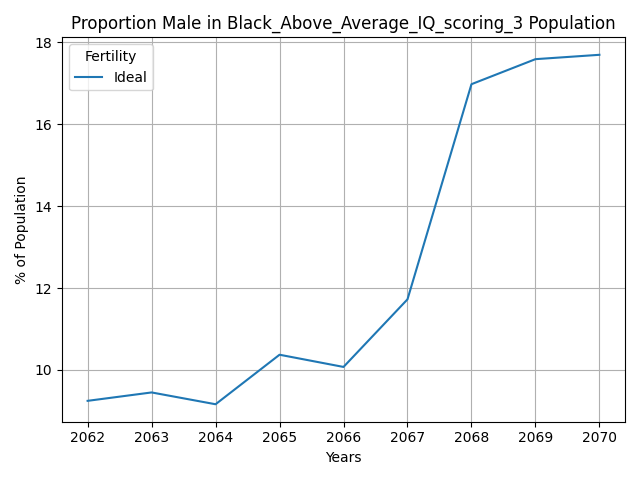 Proportion Male in Black_Above_Average_IQ_scoring_3 Population
Fertility
Ideal
% of Population
18
16
14
12
10
2062 2063 2064 2065 2066 2067 2068 2069 2070
Years